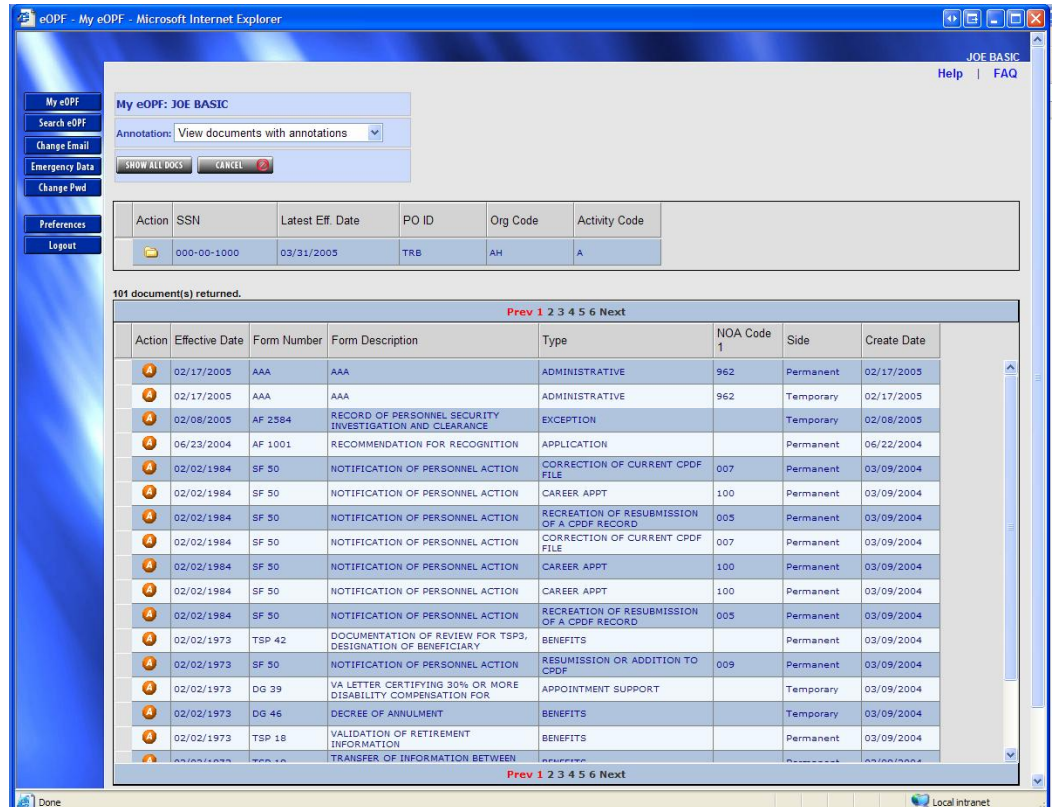 eOPF - My eOPF - Microsoft Internet Explorer
JOE BASIC
Help | FAQ
My eOPF
Search eOPF
Change Email
Emergency Data
Change Pwd
Preferences
Logout
My eOPF: JOE BASIC
Annotation: View documents with annotations
SHOW ALL DOCS CANCEL
Action SSN Latest Eff. Date PO ID Org Code Activity Code
000-00-1000 03/31/2005 TRB AH A
101 document(s) returned.
Prev 1 2 3 4 5 6 Next
Action Effective Date Form Number Form Description Type NOA Code 1 Side Create Date
A 02/17/2005 AAA AAA ADMINISTRATIVE 962 Permanent 02/17/2005
A 02/17/2005 AAA AAA ADMINISTRATIVE 962 Temporary 02/17/2005
A 02/08/2005 AF 2584 RECORD OF PERSONNEL SECURITY INVESTIGATION AND CLEARANCE EXCEPTION Temporary 02/08/2005
A 06/23/2004 AF 1001 RECOMMENDATION FOR RECOGNITION APPLICATION Permanent 06/22/2004
A 02/02/1984 SF 50 NOTIFICATION OF PERSONNEL ACTION CORRECTION OF CURRENT CPDF FILE 007 Permanent 03/09/2004
A 02/02/1984 SF 50 NOTIFICATION OF PERSONNEL ACTION CAREER APPT 100 Permanent 03/09/2004
A 02/02/1984 SF 50 NOTIFICATION OF PERSONNEL ACTION RECREATION OF RESUBMISSION OF A CPDF RECORD 005 Permanent 03/09/2004
A 02/02/1984 SF 50 NOTIFICATION OF PERSONNEL ACTION CORRECTION OF CURRENT CPDF FILE 007 Permanent 03/09/2004
A 02/02/1984 SF 50 NOTIFICATION OF PERSONNEL ACTION CAREER APPT 100 Permanent 03/09/2004
A 02/02/1984 SF 50 NOTIFICATION OF PERSONNEL ACTION CAREER APPT 100 Permanent 03/09/2004
A 02/02/1984 SF 50 NOTIFICATION OF PERSONNEL ACTION RECREATION OF RESUBMISSION OF A CPDF RECORD 005 Permanent 03/09/2004
A 02/02/1973 TSP 42 DOCUMENTATION OF REVIEW FOR TSP3, DESIGNATION OF BENEFICIARY BENEFITS Permanent 03/09/2004
A 02/02/1973 SF 50 NOTIFICATION OF PERSONNEL ACTION RESUMISSION OR ADDITION TO CPDF 009 Permanent 03/09/2004
A 02/02/1973 DG 39 VA LETTER CERTIFYING 30% OR MORE DISABILITY COMPENSATION FOR APPOINTMENT SUPPORT Temporary 03/09/2004
A 02/02/1973 DG 46 DECREE OF ANNULMENT BENEFITS Temporary 03/09/2004
A 02/02/1973 TSP 18 VALIDATION OF RETIREMENT INFORMATION BENEFITS Permanent 03/09/2004
TRANSFER OF INFORMATION BETWEEN
Prev 1 2 3 4 5 6 Next
Done
Local intranet